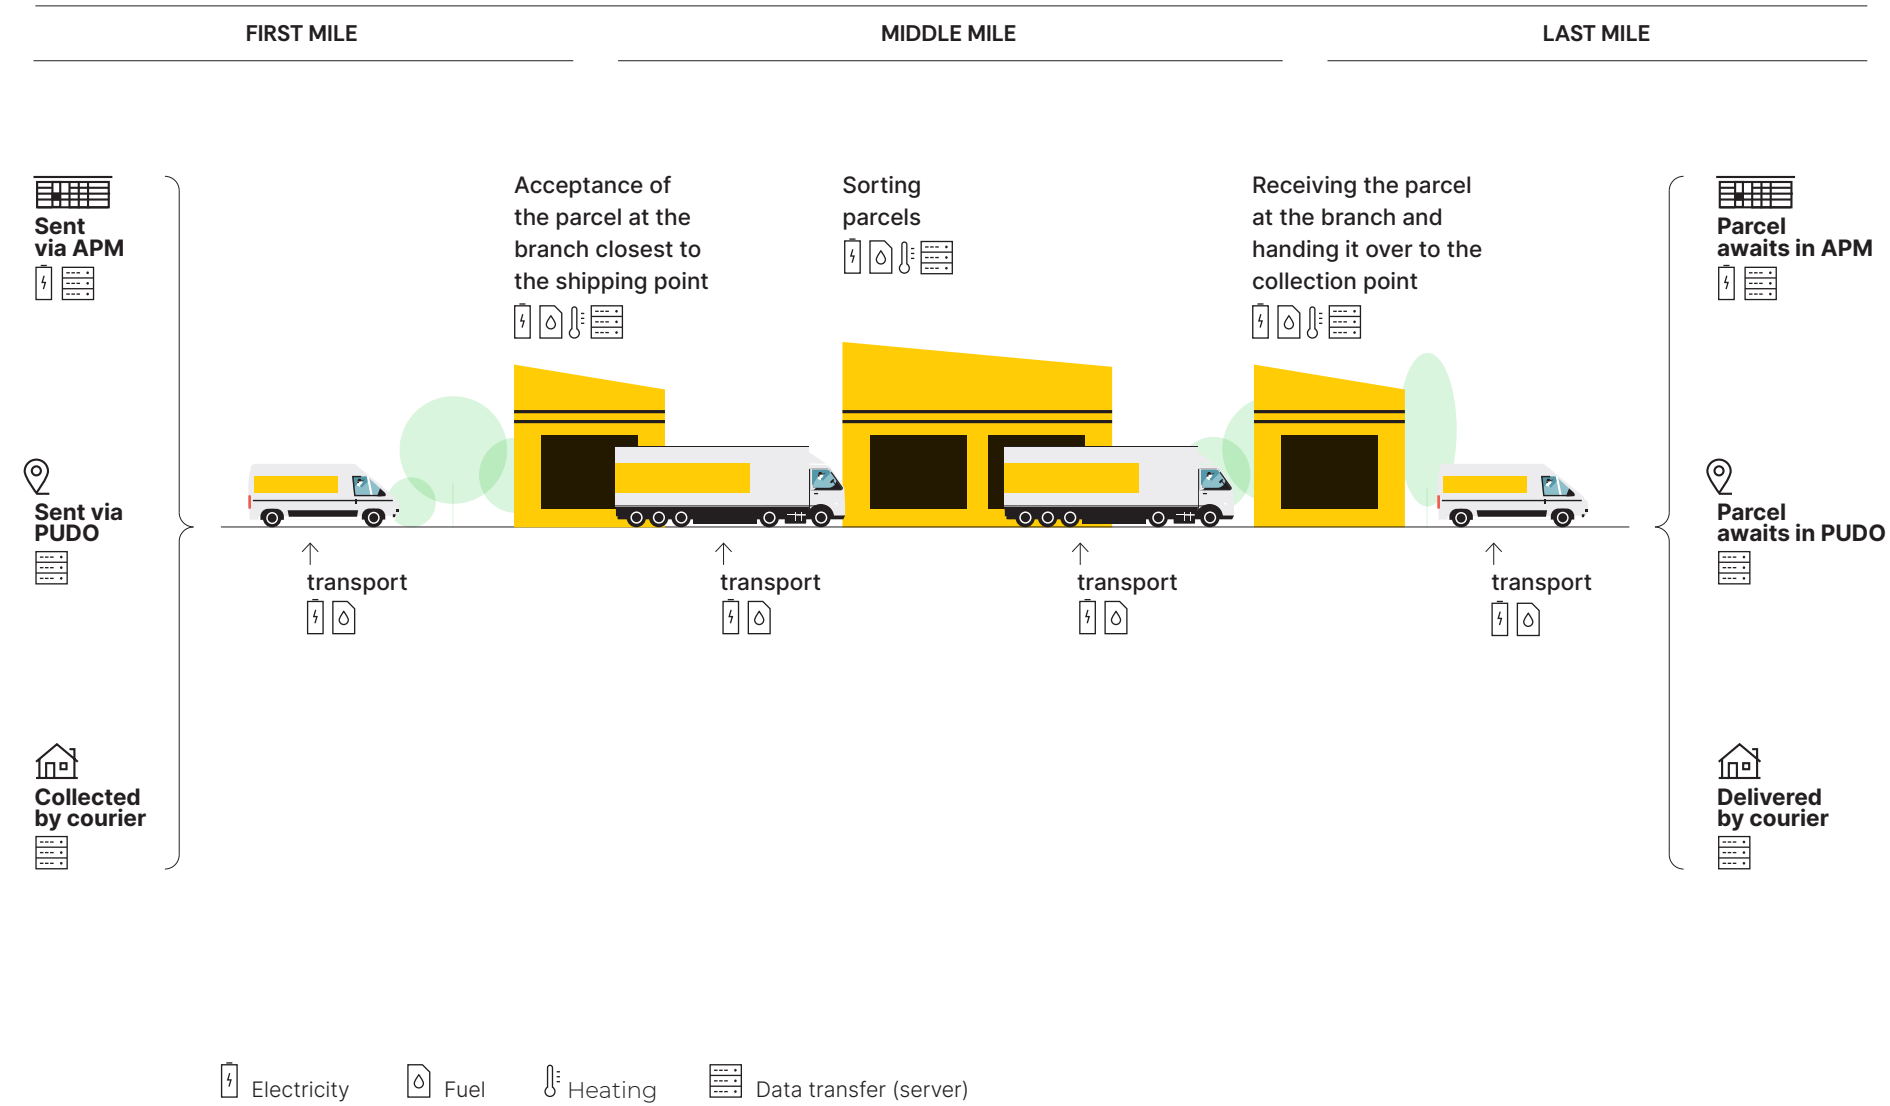 FIRST MILE
MIDDLE MILE
LAST MILE
Sent
via APM
Sent via
PUDO
Collected
by courier
Acceptance of
the parcel at the
branch closest to
the shipping point
Sorting
parcels
Receiving the parcel
at the branch and
handing it over to the
collection point
transport
transport
transport
transport
Parcel
awaits in APM
Parcel
awaits in PUDO
Delivered
by courier
Electricity
Fuel
Heating
Data transfer (server)